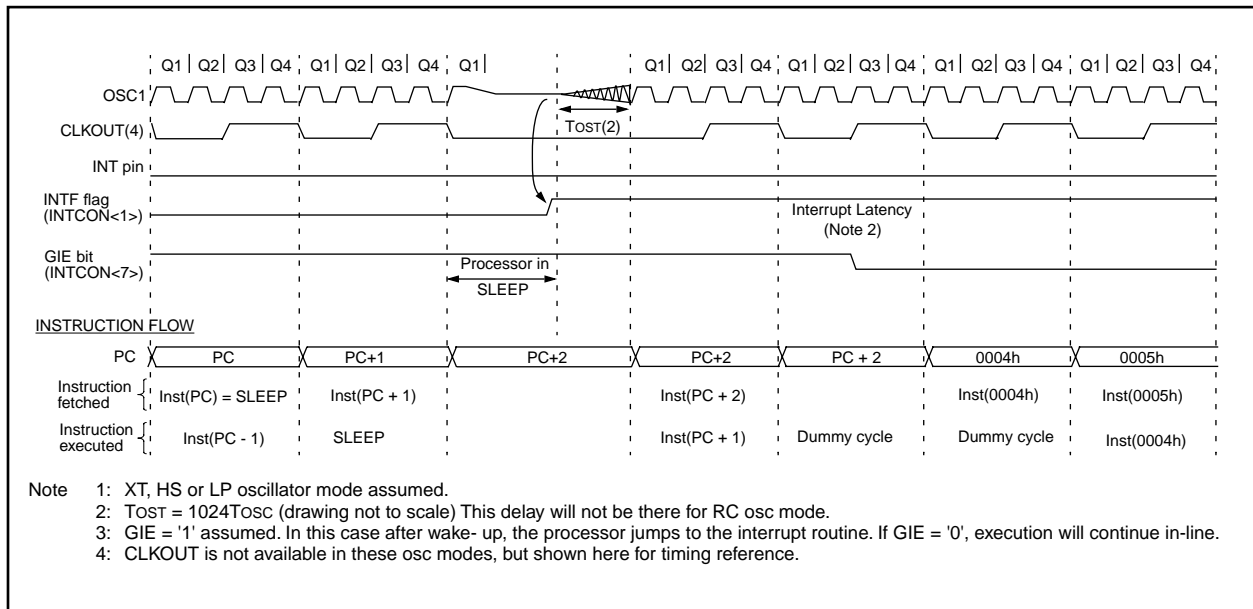 Q1 Q2 Q3 Q4 Q1 Q2 Q3 Q4 Q1 Q1 Q2 Q3 Q4 Q1 Q2 Q3 Q4 Q1 Q2 Q3 Q4 Q1 Q2 Q3 Q4
OSC1
TOST(2)
CLKOUT(4)
INT pin
INTF flag
(INTCON<1>)
Interrupt Latency
(Note 2)
GIE bit
(INTCON<7>)
Processor in
SLEEP
INSTRUCTION FLOW
PC PC PC+1 PC+2 PC+2 PC + 2 0004h 0005h
Instruction
fetched
Inst(PC) = SLEEP Inst(PC + 1) Inst(PC + 2) Inst(0004h) Inst(0005h)
Instruction
executed
Inst(PC - 1) SLEEP Inst(PC + 1) Dummy cycle Dummy cycle Inst(0004h)
Note 1: XT, HS or LP oscillator mode assumed.
2: TOST = 1024TOSC (drawing not to scale) This delay will not be there for RC osc mode.
3: GIE = '1' assumed. In this case after wake- up, the processor jumps to the interrupt routine. If GIE = '0', execution will continue in-line.
4: CLKOUT is not available in these osc modes, but shown here for timing reference.